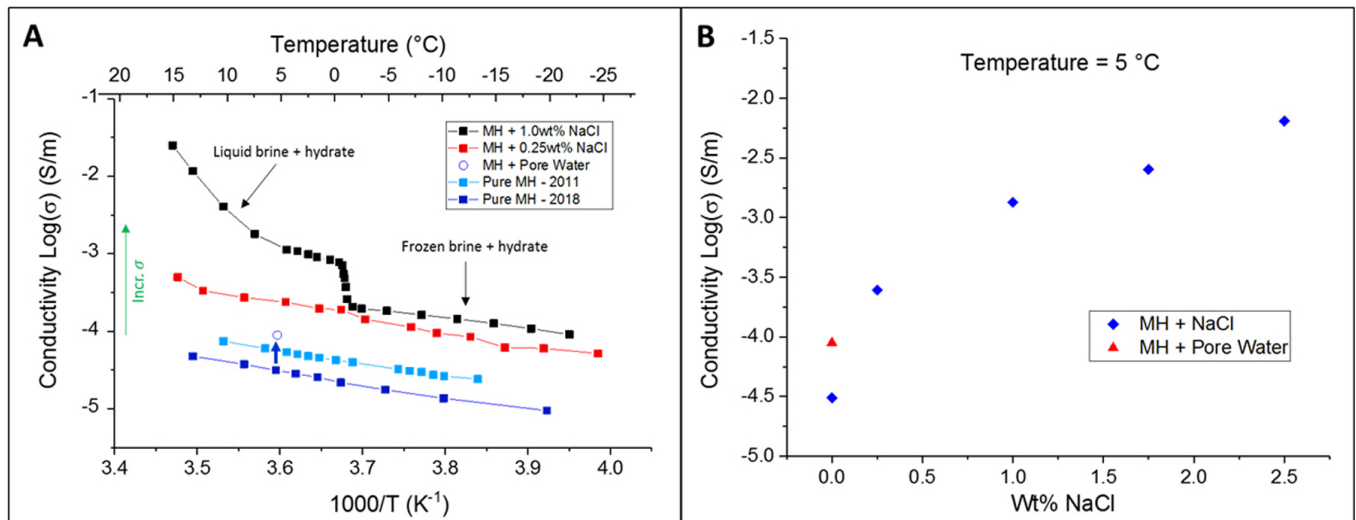 A
Temperature (°C)
20 15 10 5 0 -5 -10 -15 -20 -25
-1
-2
-3
-4
-5
Conductivity Log(σ) (S/m)
Incr. σ
Liquid brine + hydrate
MH + 1.0wt% NaCl
MH + 0.25wt% NaCl
MH + Pore Water
Pure MH - 2011
Pure MH - 2018
Frozen brine + hydrate
3.4 3.5 3.6 3.7 3.8 3.9 4.0
1000/T (K-1)
B
Temperature = 5 °C
-1.5
-2.0
-2.5
-3.0
-3.5
-4.0
-4.5
-5.0
Conductivity Log(σ) (S/m)
MH + NaCl
MH + Pore Water
0.0 0.5 1.0 1.5 2.0 2.5
Wt% NaCl